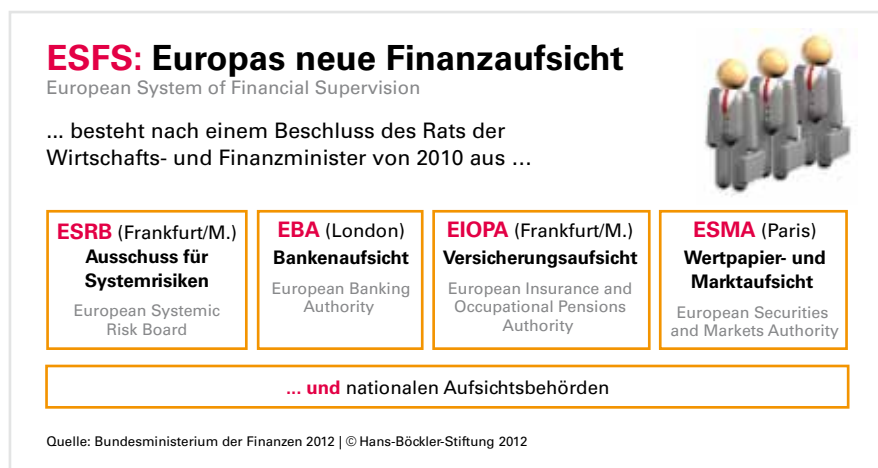 ESFS: Europas neue Finanzaufsicht
European System of Financial Supervision
... besteht nach einem Beschluss des Rats der
Wirtschafts- und Finanzminister von 2010 aus ...
ESRB (Frankfurt/M.)
Ausschuss für
Systemrisiken
European Systemic
Risk Board
EBA (London)
Bankenaufsicht
European Banking
Authority
EIOPA (Frankfurt/M.)
Versicherungsaufsicht
European Insurance and
Occupational Pensions
Authority
ESMA (Paris)
Wertpapier- und
Marktaufsicht
European Securities
and Markets Authority
... und nationalen Aufsichtsbehörden
Quelle: Bundesministerium der Finanzen 2012 | © Hans-Böckler-Stiftung 2012